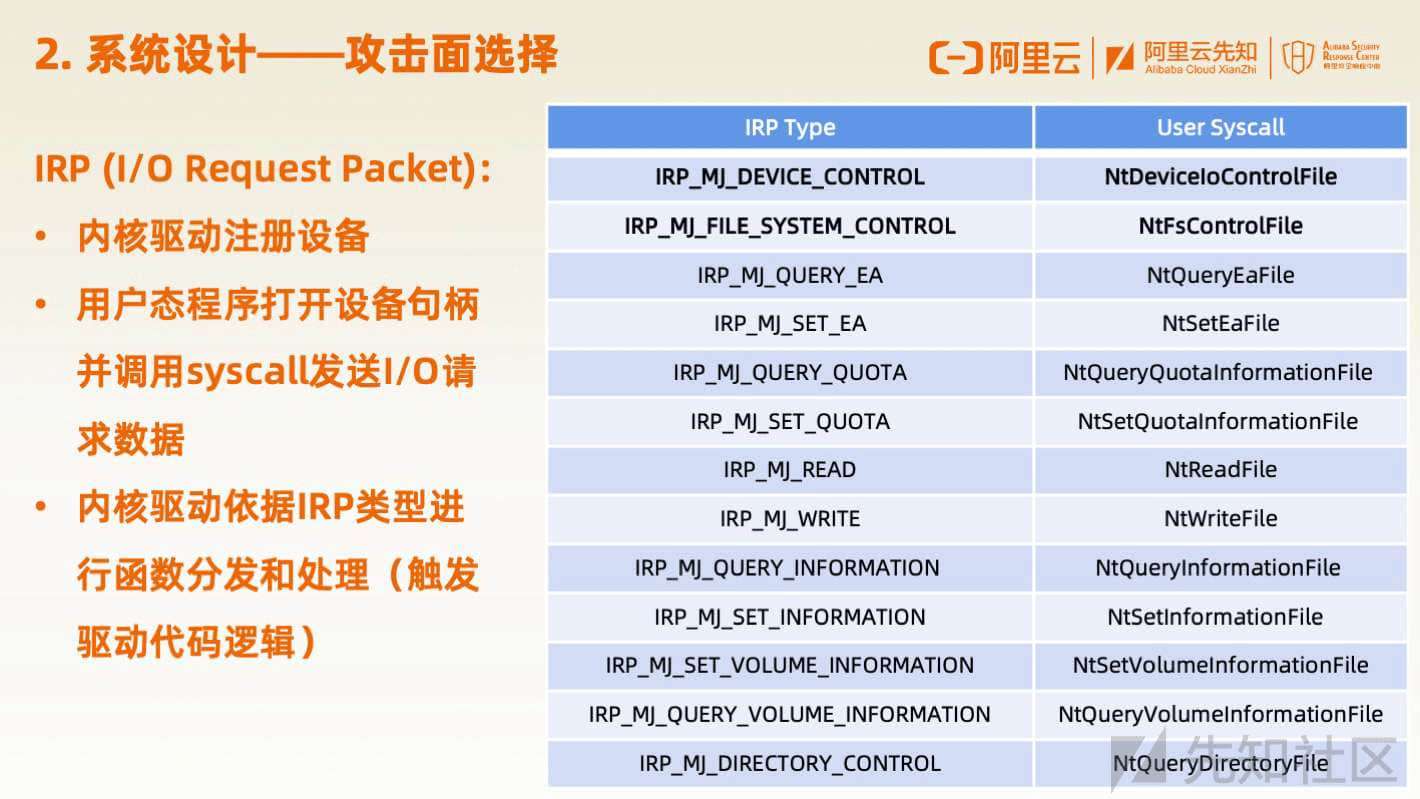 2. 系统设计——攻击面选择
阿里云
阿里云先知
Alibaba Cloud XianZhi
ALIBABA SECURITY
RESPONSE CENTER
IRP (I/O Request Packet):
• 内核驱动注册设备
• 用户态程序打开设备句柄
并调用syscall发送I/O请
求数据
• 内核驱动依据IRP类型进
行函数分发和处理（触发
驱动代码逻辑）
IRP Type User Syscall
IRP_MJ_DEVICE_CONTROL NtDeviceIoControlFile
IRP_MJ_FILE_SYSTEM_CONTROL NtFsControlFile
IRP_MJ_QUERY_EA NtQueryEaFile
IRP_MJ_SET_EA NtSetEaFile
IRP_MJ_QUERY_QUOTA NtQueryQuotaInformationFile
IRP_MJ_SET_QUOTA NtSetQuotaInformationFile
IRP_MJ_READ NtReadFile
IRP_MJ_WRITE NtWriteFile
IRP_MJ_QUERY_INFORMATION NtQueryInformationFile
IRP_MJ_SET_INFORMATION NtSetInformationFile
IRP_MJ_SET_VOLUME_INFORMATION NtSetVolumeInformationFile
IRP_MJ_QUERY_VOLUME_INFORMATION NtQueryVolumeInformationFile
IRP_MJ_DIRECTORY_CONTROL NtQueryDirectoryFile
先知社区